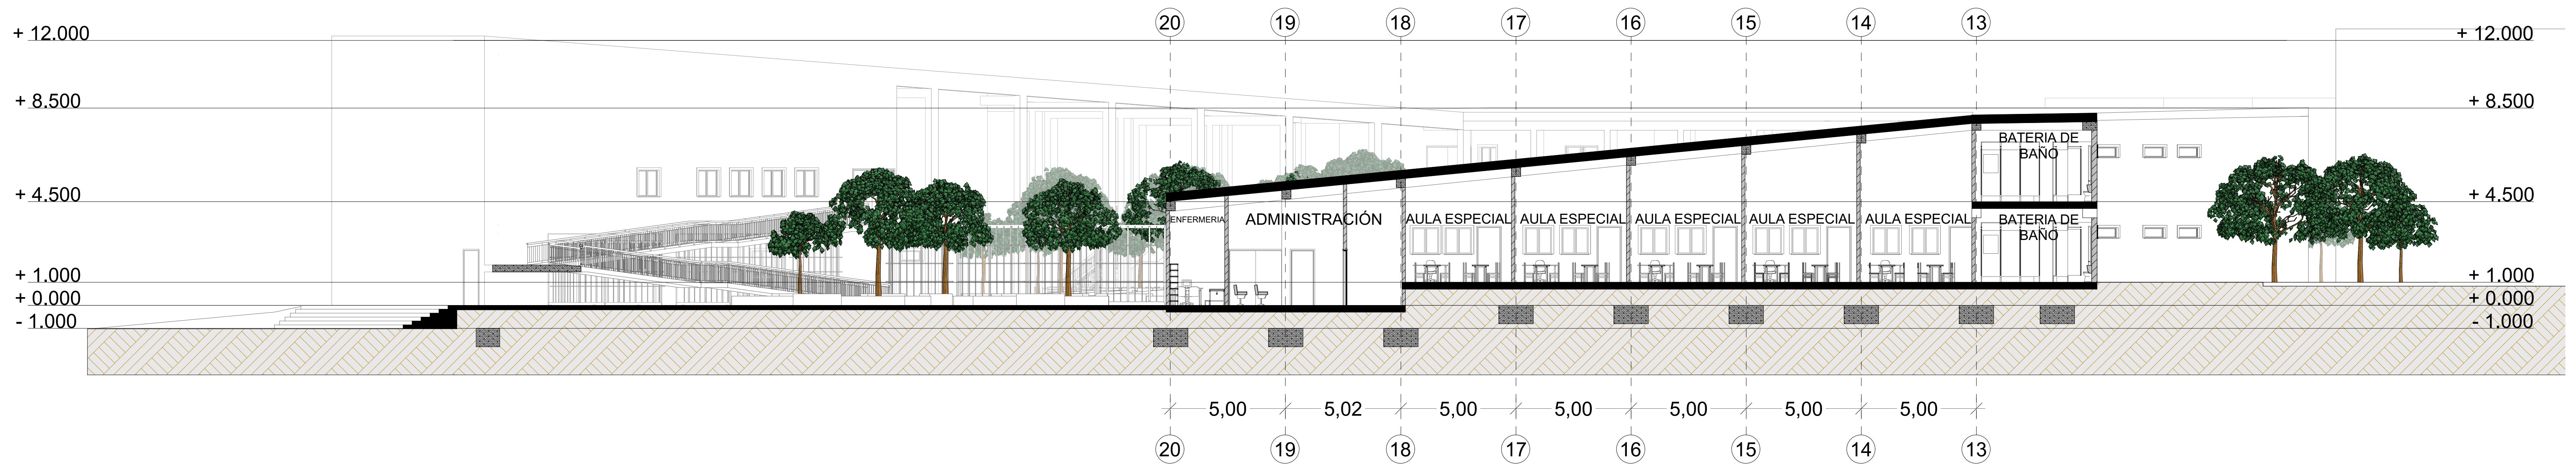 20 19 18 17 16 15 14 13
+ 12.000 + 12.000
+ 8.500 + 8.500
BATERIA DE
BAÑO
+ 4.500 + 4.500
ENFERMERIA ADMINISTRACIÓN AULA ESPECIAL AULA ESPECIAL AULA ESPECIAL AULA ESPECIAL AULA ESPECIAL BATERIA DE
BAÑO
+ 1.000 + 1.000
+ 0.000 + 0.000
- 1.000 - 1.000
5,00 5,02 5,00 5,00 5,00 5,00 5,00
20 19 18 17 16 15 14 13